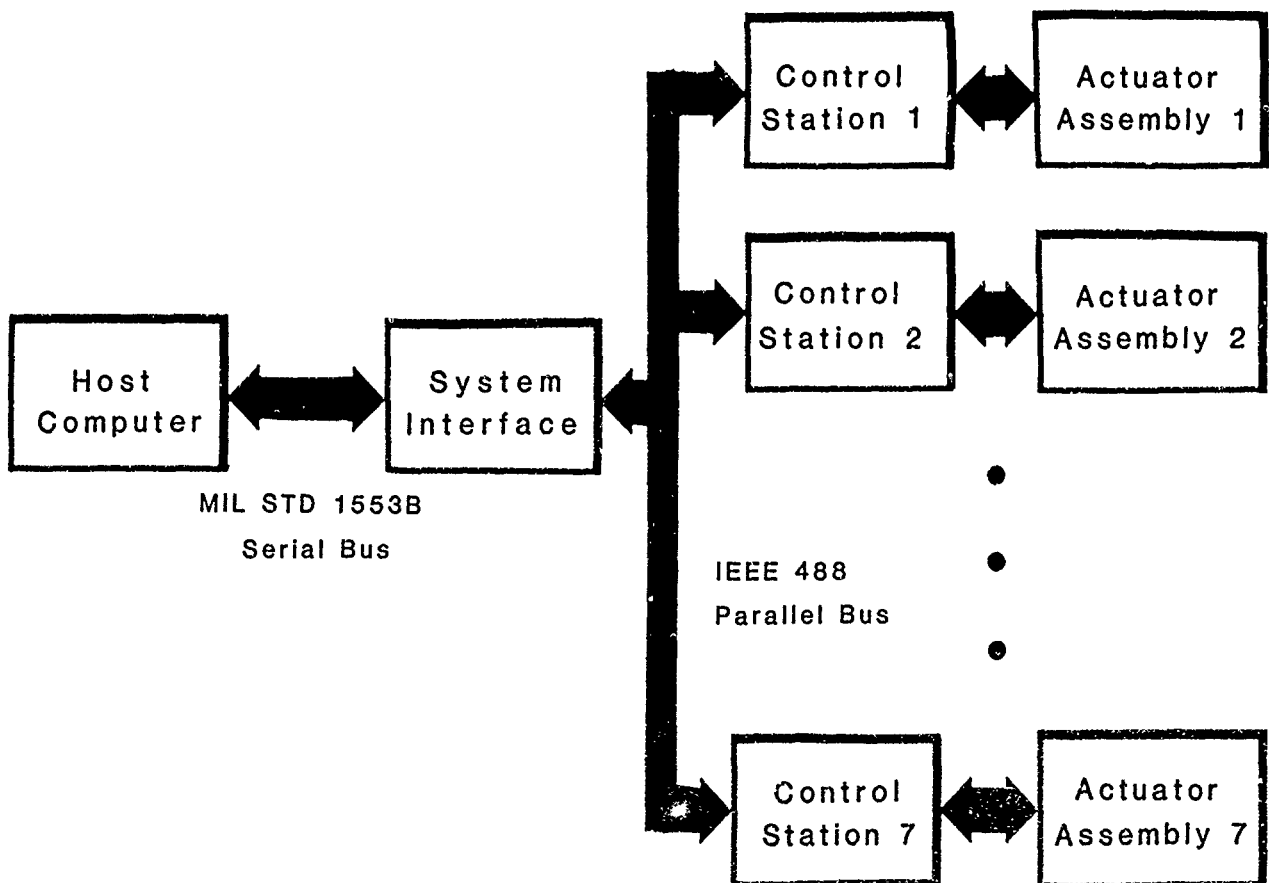 Control
Station 1
Actuator
Assembly 1
Control
Station 2
Actuator
Assembly 2
Host
Computer
System
Interface
MIL STD 1553B
Serial Bus
IEEE 488
Parallel Bus
Control
Station 7
Actuator
Assembly 7